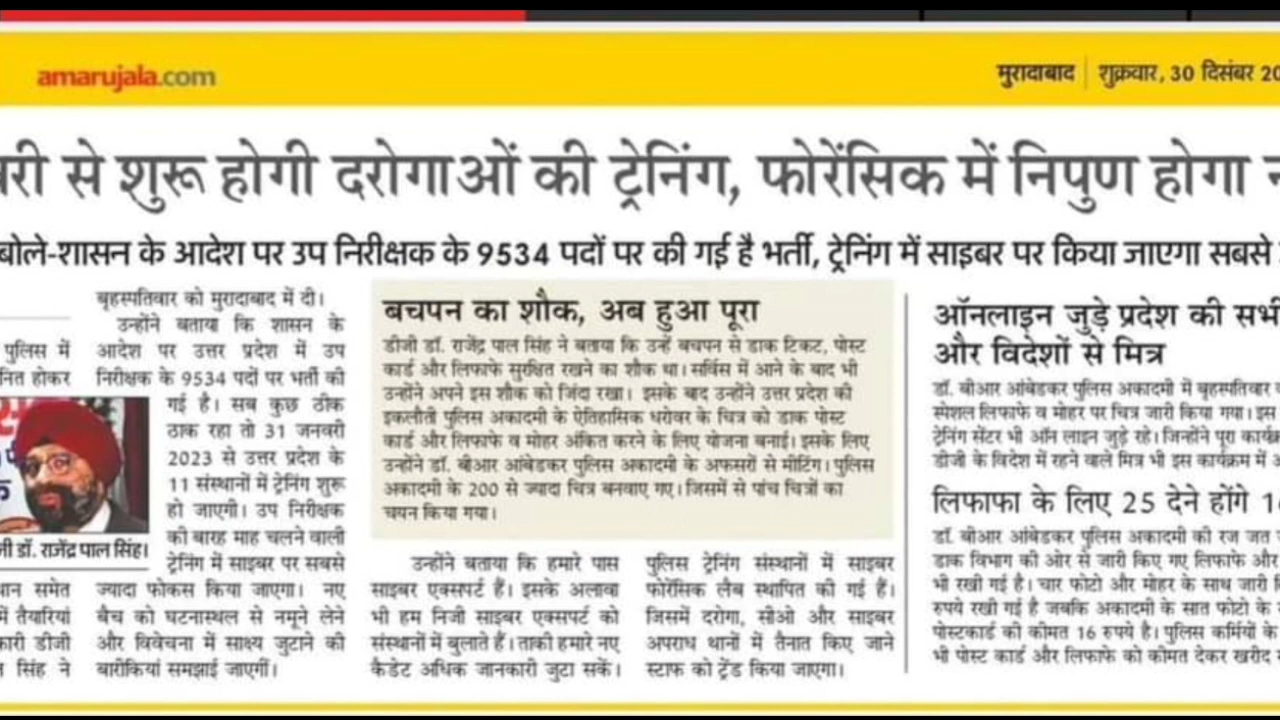 amarujala.com
मुरादाबाद
शुक्रवार, 30 दिसंबर
से शुरू होगी दरोगाओं की ट्रेनिंग, फोरेंसिक में निपुण होगा
बोले-शासन के आदेश पर उप निरीक्षक के 9534 पदों पर की गई है भर्ती, ट्रेनिंग में साइबर पर किया जाएगा सबसे
पुलिस में
होकर
जी डॉ. राजेंद्र पाल सिंह।
समेत
में तैयारियां
डीजी
सिंह ने
बृहस्पतिवार को मुरादाबाद में दी।
उन्होंने बताया कि शासन के
आदेश पर उत्तर प्रदेश में उप
निरीक्षक के 9534 पदों पर भर्ती की
गई है। सब कुछ ठीक
ठाक रहा तो 31 जनवरी
2023 से उत्तर प्रदेश के
11 संस्थानों में ट्रेनिंग शुरू
हो जाएगी। उप निरीक्षक
की बारह माह चलने वाली
ट्रेनिंग में साइबर पर सबसे
ज्यादा फोकस किया जाएगा। नए
बैच को घटनास्थल से नमूने लेने
और विवेचना में साक्ष्य जुटाने की
बारीकियां समझाई जाएगीं।
बचपन का शौक, अब हुआ पूरा
डीजी डॉ. राजेंद्र पाल सिंह ने बताया कि उन्हें बचपन से डाक टिकट, पोस्ट
कार्ड और लिफाफे सुरक्षित रखने का शौक था। सर्विस में आने के बाद भी
उन्होंने अपने इस शौक को जिंदा रखा। इसके बाद उन्होंने उत्तर प्रदेश की
इकलौती पुलिस अकादमी के ऐतिहासिक धरोवर के चित्र को डाक पोस्ट
कार्ड और लिफाफे व मोहर अंकित करने के लिए योजना बनाई। इसके लिए
उन्होंने डॉ. बीआर आंबेडकर पुलिस अकादमी के अफसरों से मीटिंग। पुलिस
अकादमी के 200 से ज्यादा चित्र बनवाए गए। जिसमें से पांच चित्रों का
चयन किया गया।
उन्होंने बताया कि हमारे पास
साइबर एक्सपर्ट हैं। इसके अलावा
भी हम निजी साइबर एक्सपर्ट को
संस्थानों में बुलाते हैं। ताकी हमारे नए
कैडेट अधिक जानकारी जुटा सकें।
पुलिस ट्रेनिंग संस्थानों में साइबर
फोरेंसिक लैब स्थापित की गई हैं।
जिसमें दरोगा, सीओ और साइबर
अपराध थानों में तैनात किए जाने
स्टाफ को ट्रेंड किया जाएगा।
ऑनलाइन जुड़े प्रदेश की सभी
और विदेशों से मित्र
डॉ. बीआर आंबेडकर पुलिस अकादमी में बृहस्पतिवार
स्पेशल लिफाफे व मोहर पर चित्र जारी किया गया। इस
ट्रेनिंग सेंटर भी ऑन लाइन जुड़े रहे। जिन्होंने पूरा
डीजी के विदेश में रहने वाले मित्र भी इस कार्यक्रम में
लिफाफा के लिए 25 देने होंगे
डॉ. बीआर आंबेडकर पुलिस अकादमी की रज जत
डाक विभाग की ओर से जारी किए गए लिफाफे और
भी रखी गई है। चार फोटो और मोहर के साथ जारी
रुपये रखी गई है जबकि अकादमी के सात फोटो के
पोस्टकार्ड की कीमत 16 रुपये है। पुलिस कर्मियों के
भी पोस्ट कार्ड और लिफाफे को कीमत देकर खरीद